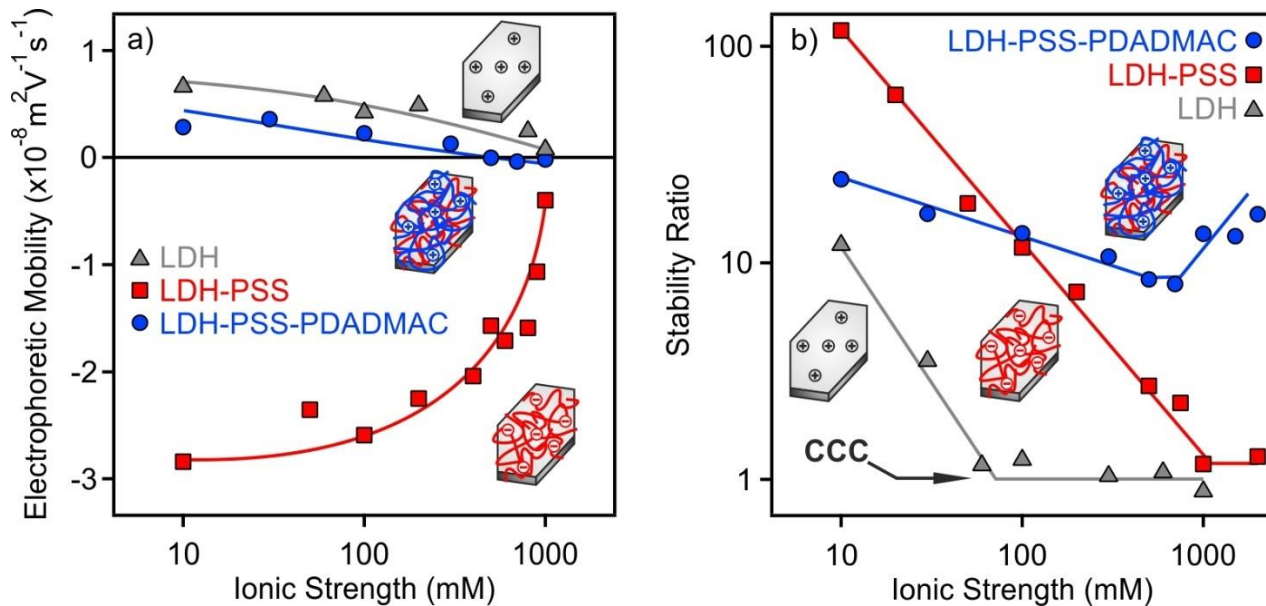 a)
Electrophoretic Mobility (x10⁻⁸ m² V⁻¹ s⁻¹)
1
0
-1
-2
-3
LDH
LDH-PSS
LDH-PSS-PDADMAC
10
100
1000
Ionic Strength (mM)
b)
Stability Ratio
100
10
1
LDH-PSS-PDADMAC
LDH-PSS
LDH
CCC
10
100
1000
Ionic Strength (mM)